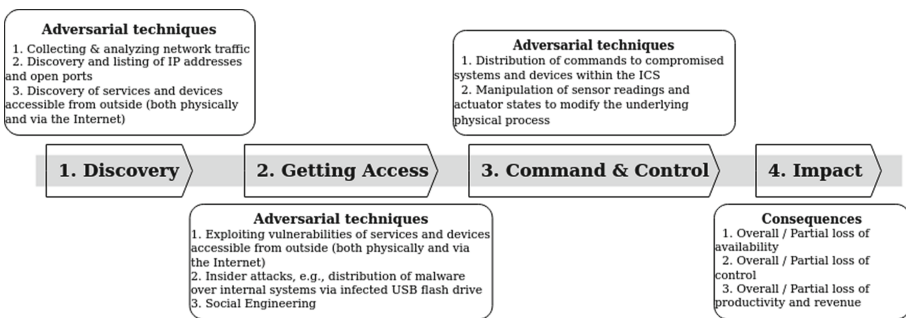 Adversarial techniques
1. Collecting & analyzing network traffic
2. Discovery and listing of IP addresses
and open ports
3. Discovery of services and devices
accessible from outside (both physically
and via the Internet)
Adversarial techniques
1. Distribution of commands to compromised
systems and devices within the ICS
2. Manipulation of sensor readings and
actuator states to modify the underlying
physical process
1. Discovery
2. Getting Access
3. Command & Control
4. Impact
Adversarial techniques
1. Exploiting vulnerabilities of services and devices
accessible from outside (both physically and via
the Internet)
2. Insider attacks, e.g., distribution of malware
over internal systems via infected USB flash drive
3. Social Engineering
Consequences
1. Overall / Partial loss of
availability
2. Overall / Partial loss of
control
3. Overall / Partial loss of
productivity and revenue